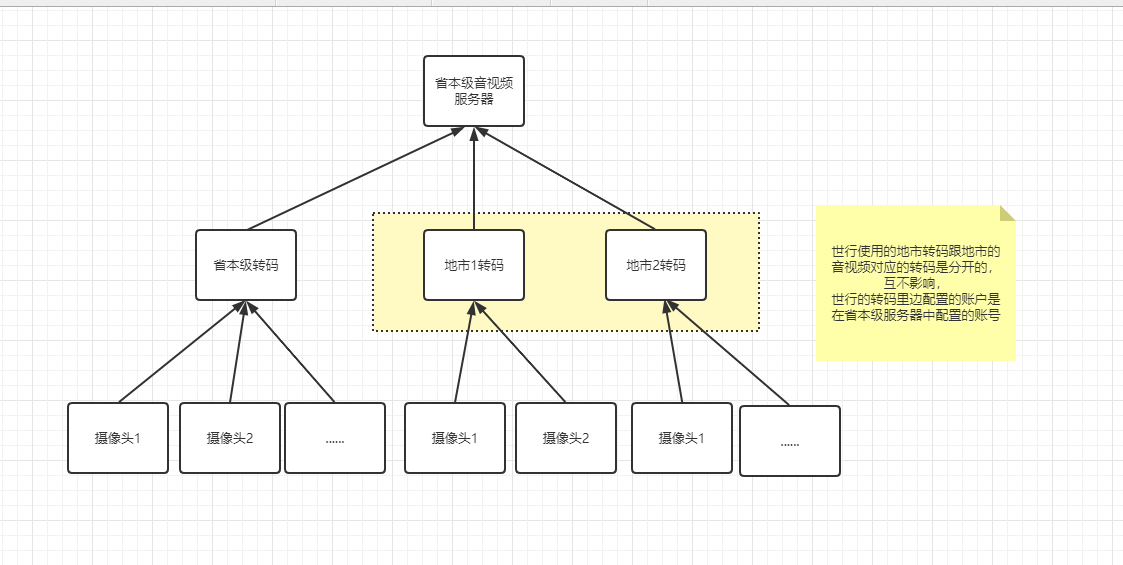 省本级音视频
服务器
省本级转码
地市1转码
地市2转码
世行使用的地市转码跟地市的
音视频对应的转码是分开的，
互不影响，
世行的转码里边配置的账户是
在省本级服务器中配置的账号
摄像头1
摄像头2
......
摄像头1
摄像头2
摄像头1
......